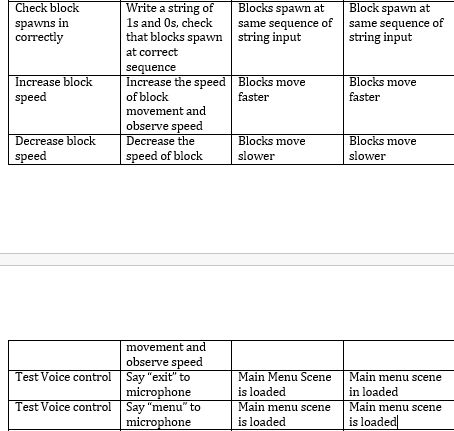 Check block Write a string of Blocks spawn at Block spawn at
spawns in 1s and 0s, check same sequence of same sequence of
correctly that blocks spawn string input string input
at correct
sequence
Increase block Increase the speed Blocks move Blocks move
speed of block faster faster
movement and
observe speed
Decrease block Decrease the Blocks move Blocks move
speed speed of block slower slower
movement and
observe speed
Test Voice control Say “exit” to Main Menu Scene Main menu scene
microphone is loaded in loaded
Test Voice control Say “menu” to Main menu scene Main menu scene
microphone is loaded is loaded